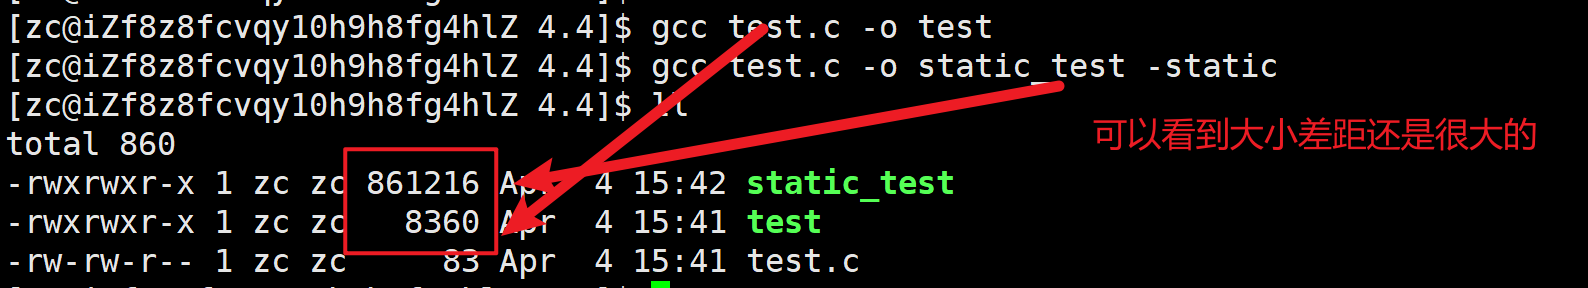 [zc@iZf8z8fcvqy10h9h8fg4hlZ 4.4]$ gcc test.c -o test
[zc@iZf8z8fcvqy10h9h8fg4hlZ 4.4]$ gcc test.c -o static_test -static
[zc@iZf8z8fcvqy10h9h8fg4hlZ 4.4]$ ll
可以看到大小差距还是很大的
total 860
-rwxrwxr-x 1 zc zc 861216 Apr  4 15:42 static_test
-rwxrwxr-x 1 zc zc   8360 Apr  4 15:41 test
-rw-rw-r-- 1 zc zc     83 Apr  4 15:41 test.c